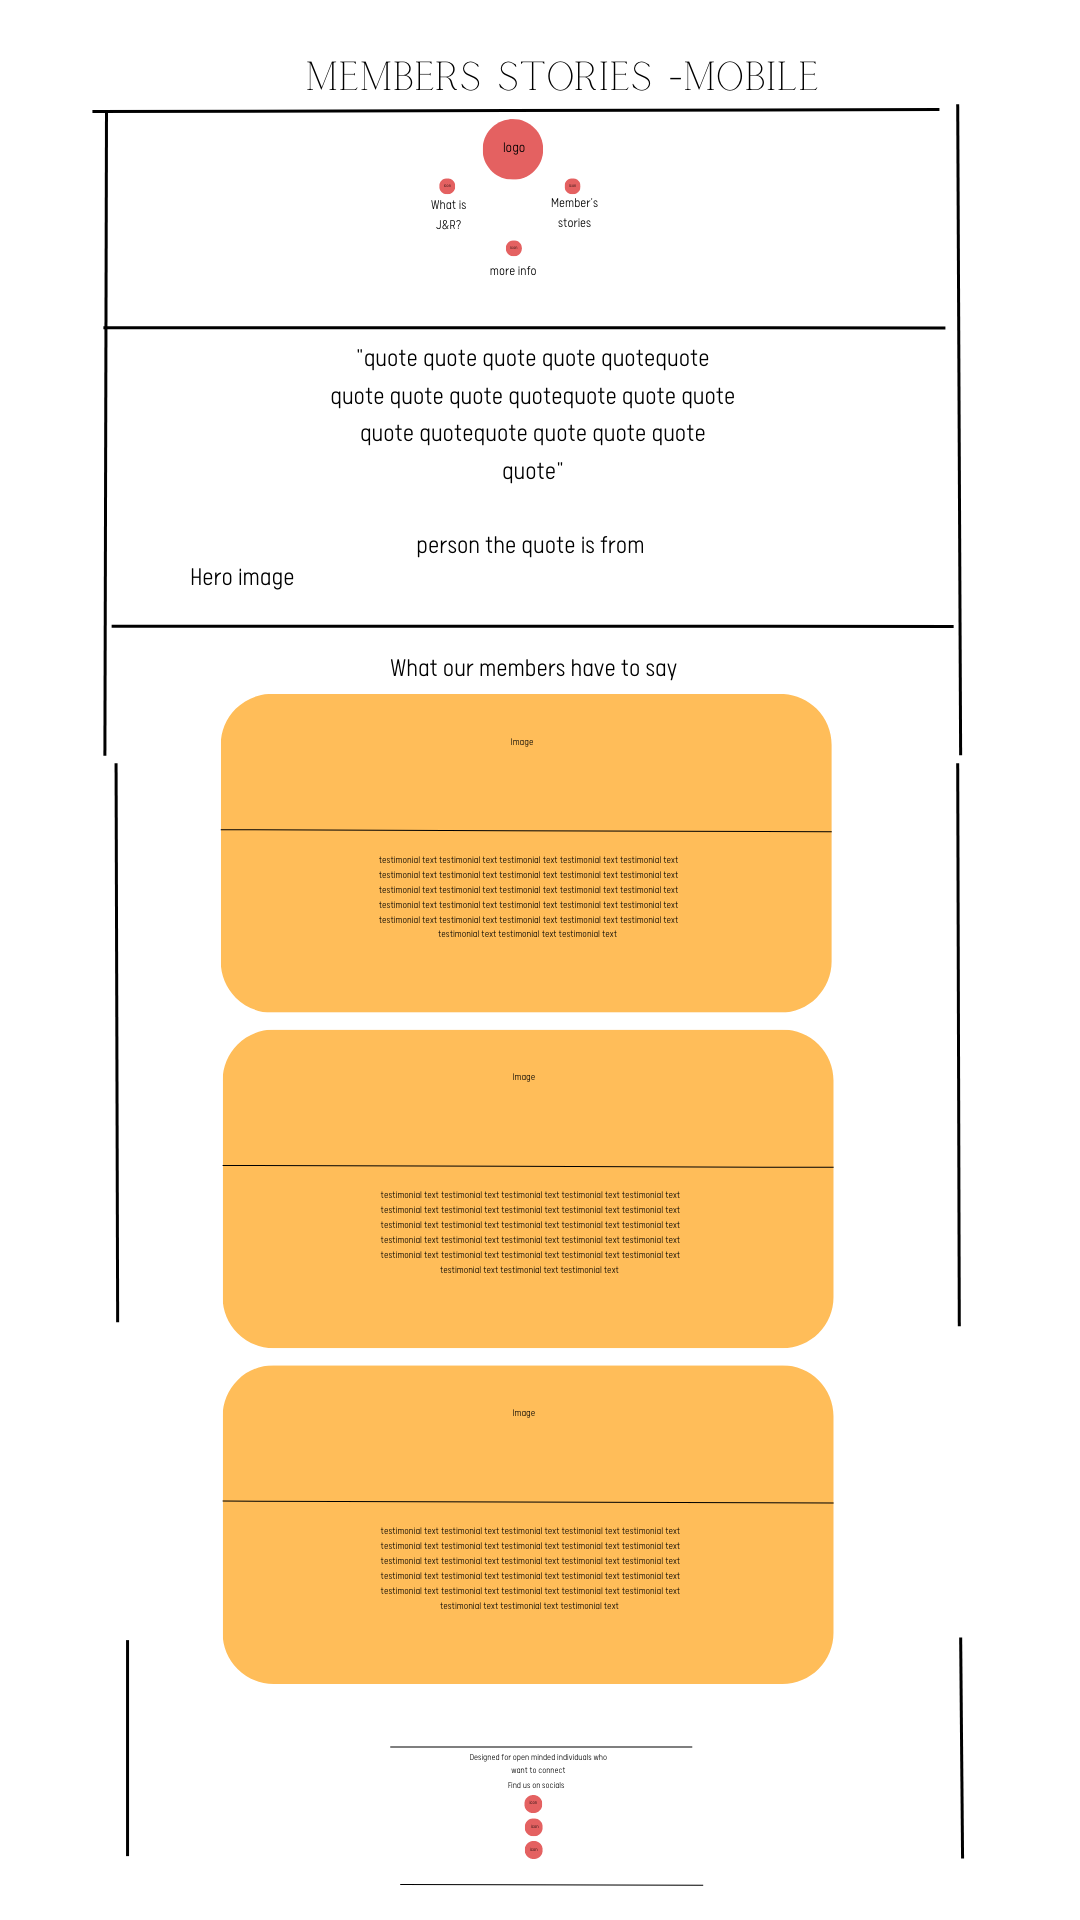 MEMBERS STORIES -MOBILE
logo
What is
J&R?
Member's
stories
more info
"quote quote quote quote quotequote
quote quote quote quotequote quote quote
quote quotequote quote quote quote
quote"
person the quote is from
Hero image
What our members have to say
Image
testimonial text testimonial text testimonial text testimonial text testimonial text
testimonial text testimonial text testimonial text testimonial text testimonial text
testimonial text testimonial text testimonial text testimonial text testimonial text
testimonial text testimonial text testimonial text testimonial text testimonial text
testimonial text testimonial text testimonial text testimonial text testimonial text
testimonial text testimonial text testimonial text
Image
testimonial text testimonial text testimonial text testimonial text testimonial text
testimonial text testimonial text testimonial text testimonial text testimonial text
testimonial text testimonial text testimonial text testimonial text testimonial text
testimonial text testimonial text testimonial text testimonial text testimonial text
testimonial text testimonial text testimonial text testimonial text testimonial text
testimonial text testimonial text testimonial text
Image
testimonial text testimonial text testimonial text testimonial text testimonial text
testimonial text testimonial text testimonial text testimonial text testimonial text
testimonial text testimonial text testimonial text testimonial text testimonial text
testimonial text testimonial text testimonial text testimonial text testimonial text
testimonial text testimonial text testimonial text testimonial text testimonial text
testimonial text testimonial text testimonial text
Designed for open minded individuals who
want to connect
Find us on socials